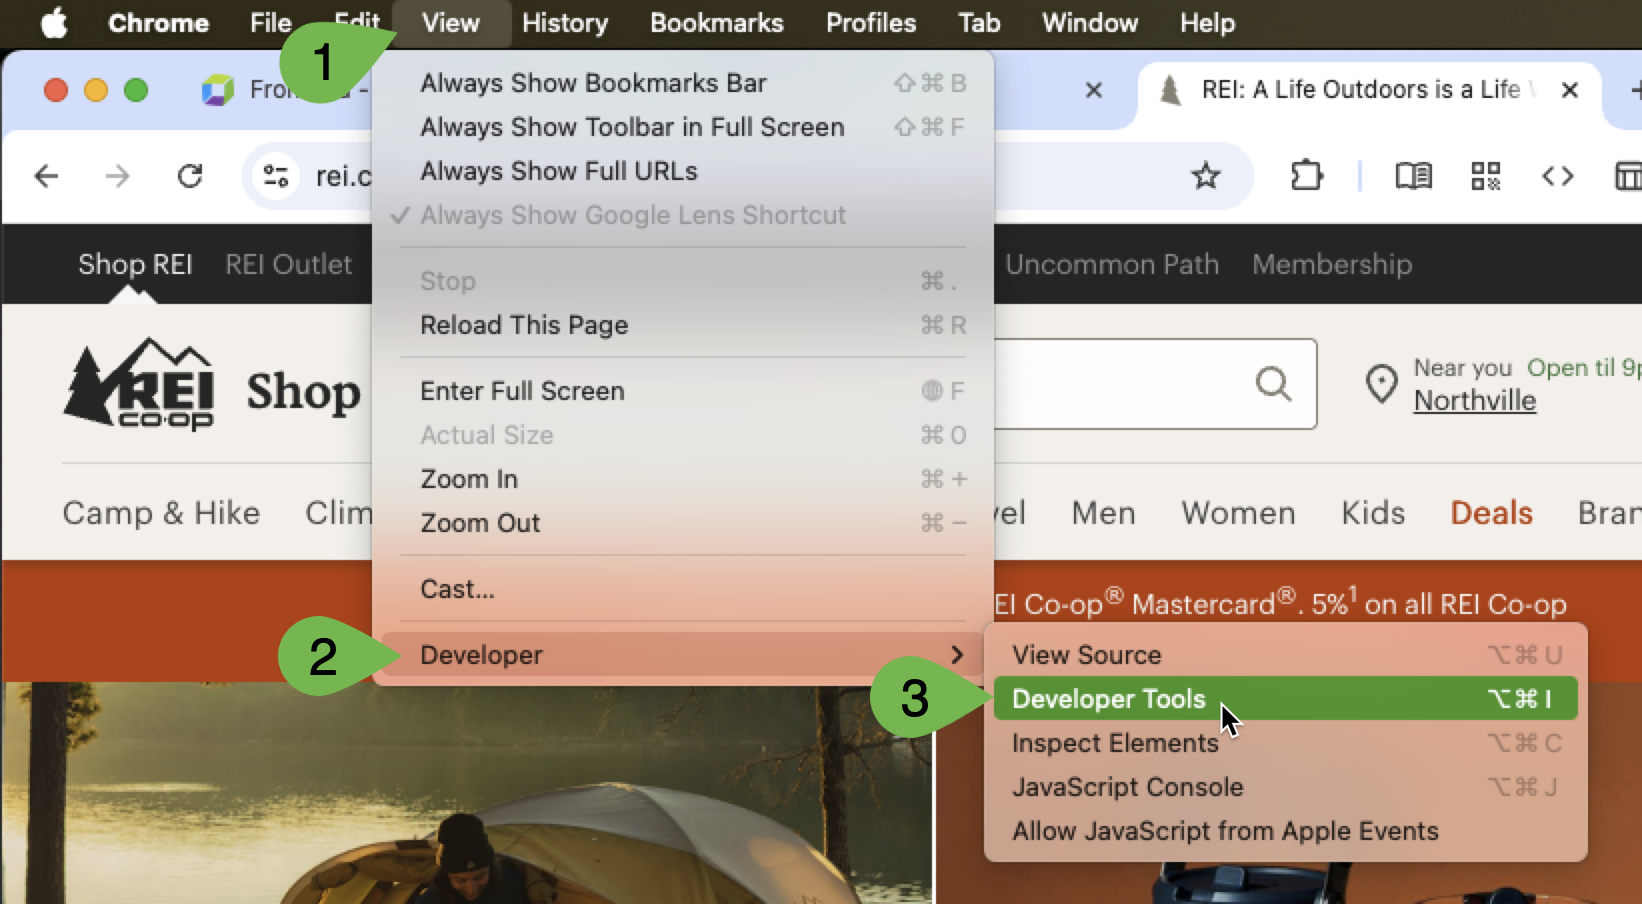 Chrome File Edit View History Bookmarks Profiles Tab Window Help
1
REI: A Life Outdoors is a Life
rei.c
Always Show Bookmarks Bar ⇧⌘B
Always Show Toolbar in Full Screen ⇧⌘F
Always Show Full URLs
✓ Always Show Google Lens Shortcut
Stop ⌘.
Reload This Page ⌘R
Enter Full Screen F
Actual Size ⌘0
Zoom In ⌘+
Zoom Out ⌘−
Cast...
2
Developer
3
View Source ⌥⌘U
Developer Tools ⌥⌘I
Inspect Elements ⌥⌘C
JavaScript Console ⌥⌘J
Allow JavaScript from Apple Events
Shop REI REI Outlet Uncommon Path Membership
REI
co·op
Shop
Near you Open til 9p
Northville
Camp & Hike Clim vel Men Women Kids Deals Bran
EI Co-op® Mastercard®. 5%¹ on all REI Co-op